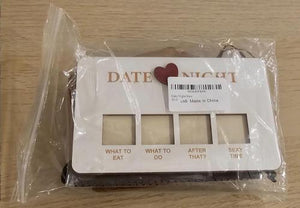 DATE NIGHT
Made in China
WHAT TO EAT
WHAT TO DO
AFTER THAT?
SEXY TIME